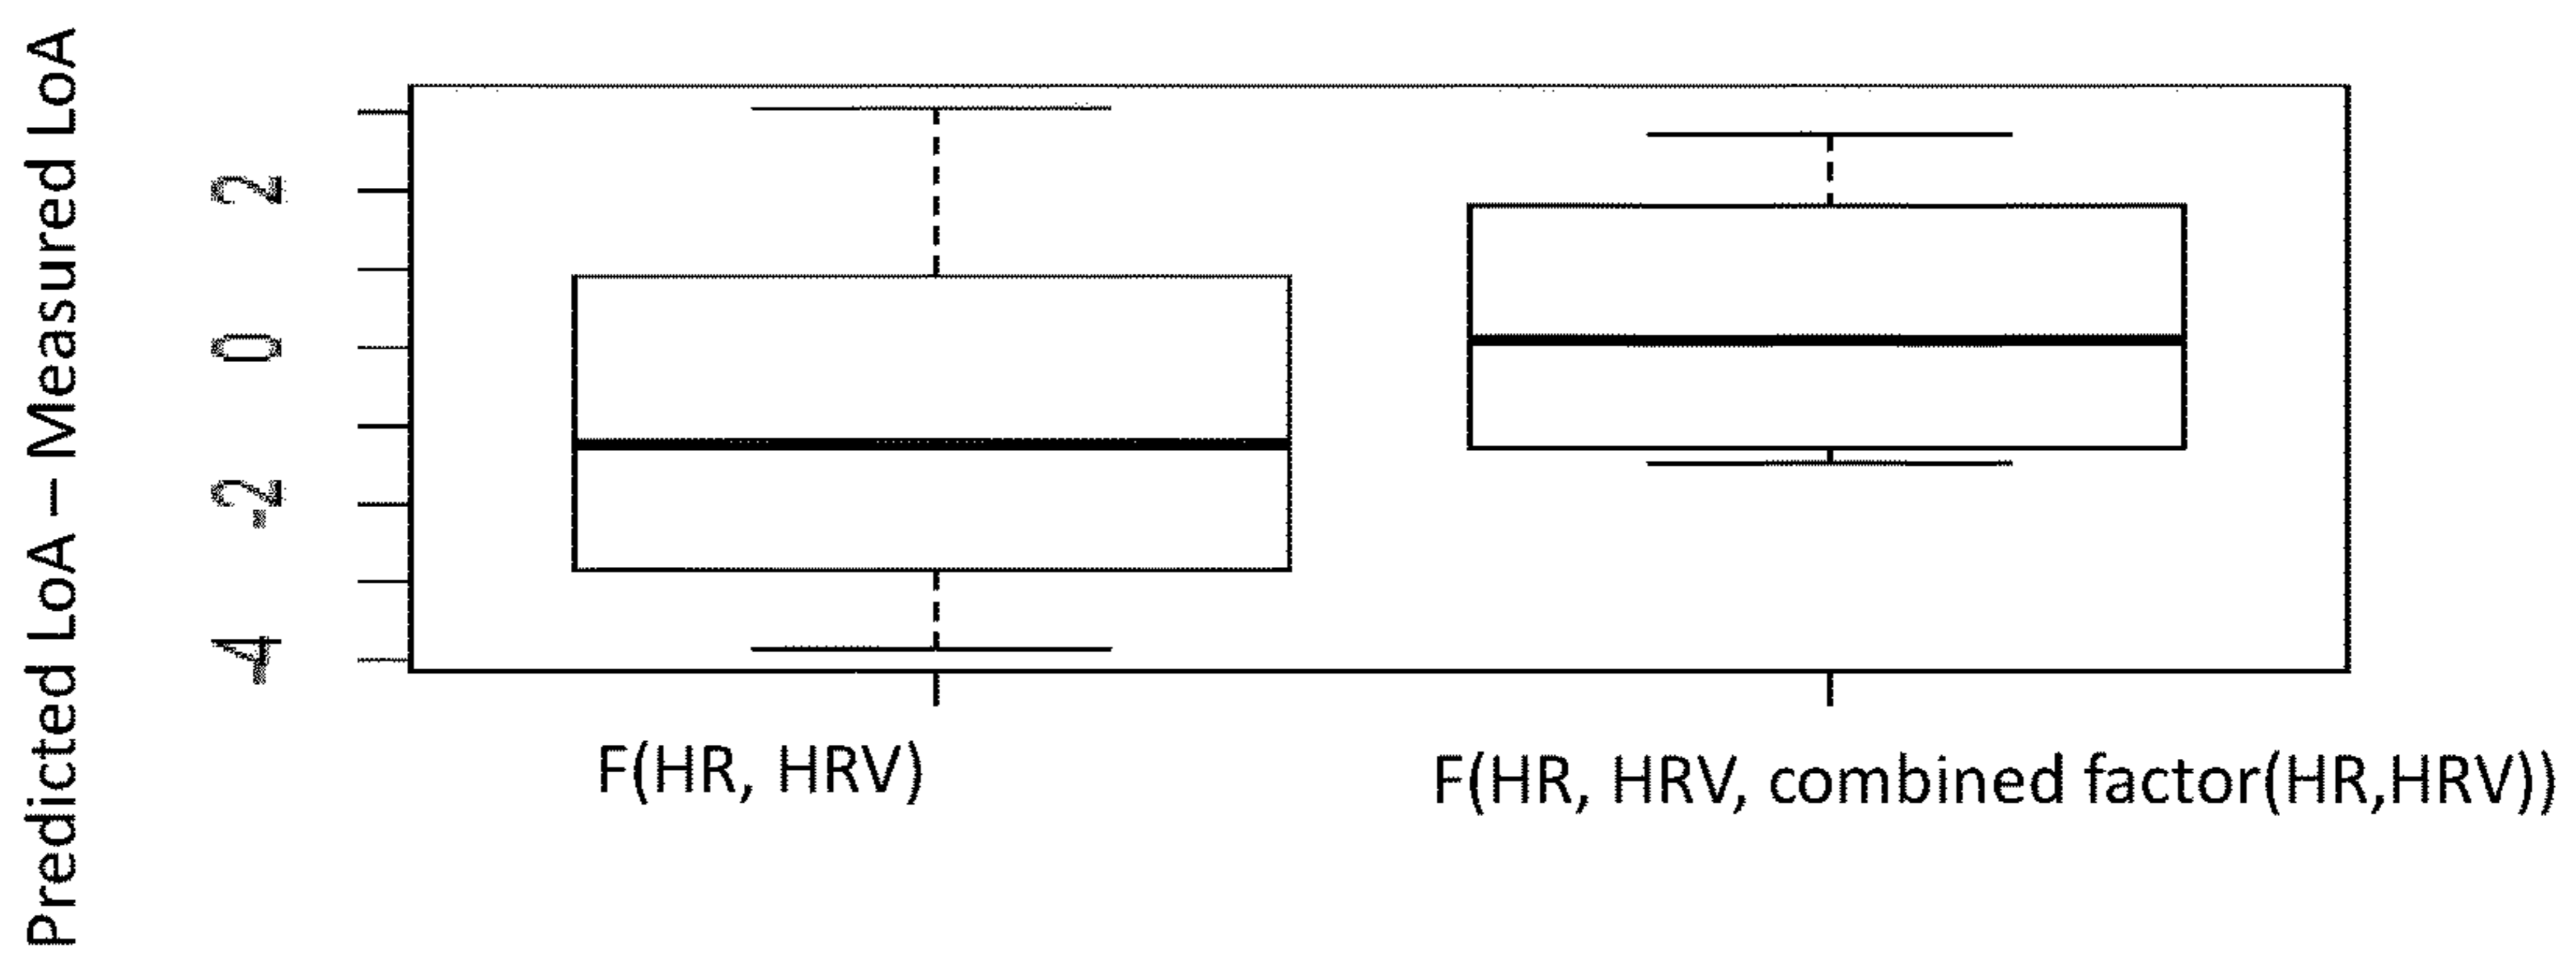 Predicted LoA – Measured LoA
2
0
-2
-4
F(HR, HRV)
F(HR, HRV, combined factor(HR,HRV))